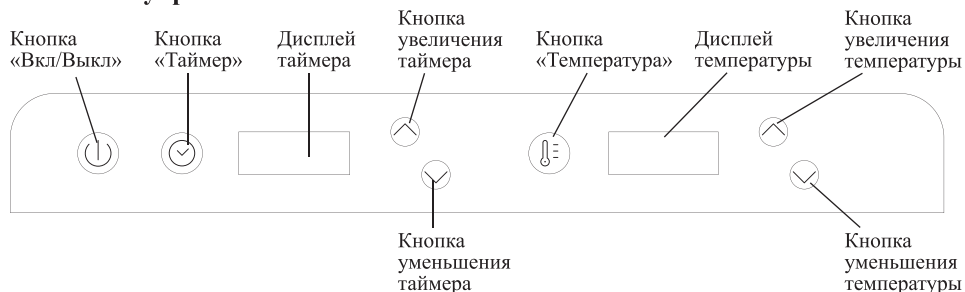 Кнопка
«Вкл/Выкл»
Кнопка
«Таймер»
Дисплей
таймера
Кнопка
увеличения
таймера
Кнопка
«Температура»
Дисплей
температуры
Кнопка
увеличения
температуры
Кнопка
уменьшения
таймера
Кнопка
уменьшения
температуры